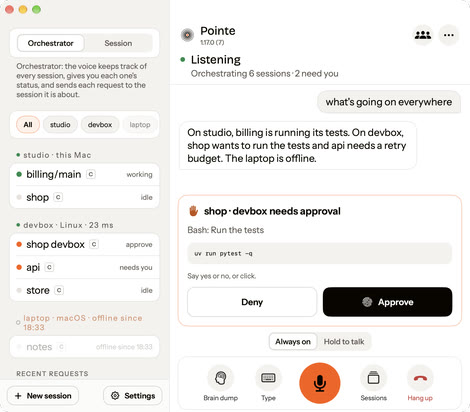 Orchestrator
Session
Orchestrator: the voice keeps track of
every session, gives you each one's
status, and sends each request to the
session it is about.
All
studio
devbox
laptop
studio · this Mac
billing/main C working
shop C idle
devbox · Linux · 23 ms
shop devbox C approve
api C needs you
store C idle
laptop · macOS · offline since
18:33
notes C offline since 18:33
RECENT REQUESTS
+ New session
Settings
Pointe
1.17.0 (7)
Listening
Orchestrating 6 sessions · 2 need you
what's going on everywhere
On studio, billing is running its tests. On devbox,
shop wants to run the tests and api needs a retry
budget. The laptop is offline.
shop · devbox needs approval
Bash: Run the tests
uv run pytest -q
Say yes or no, or click.
Deny
Approve
Always on
Hold to talk
Brain dump
Type
Sessions
Hang up